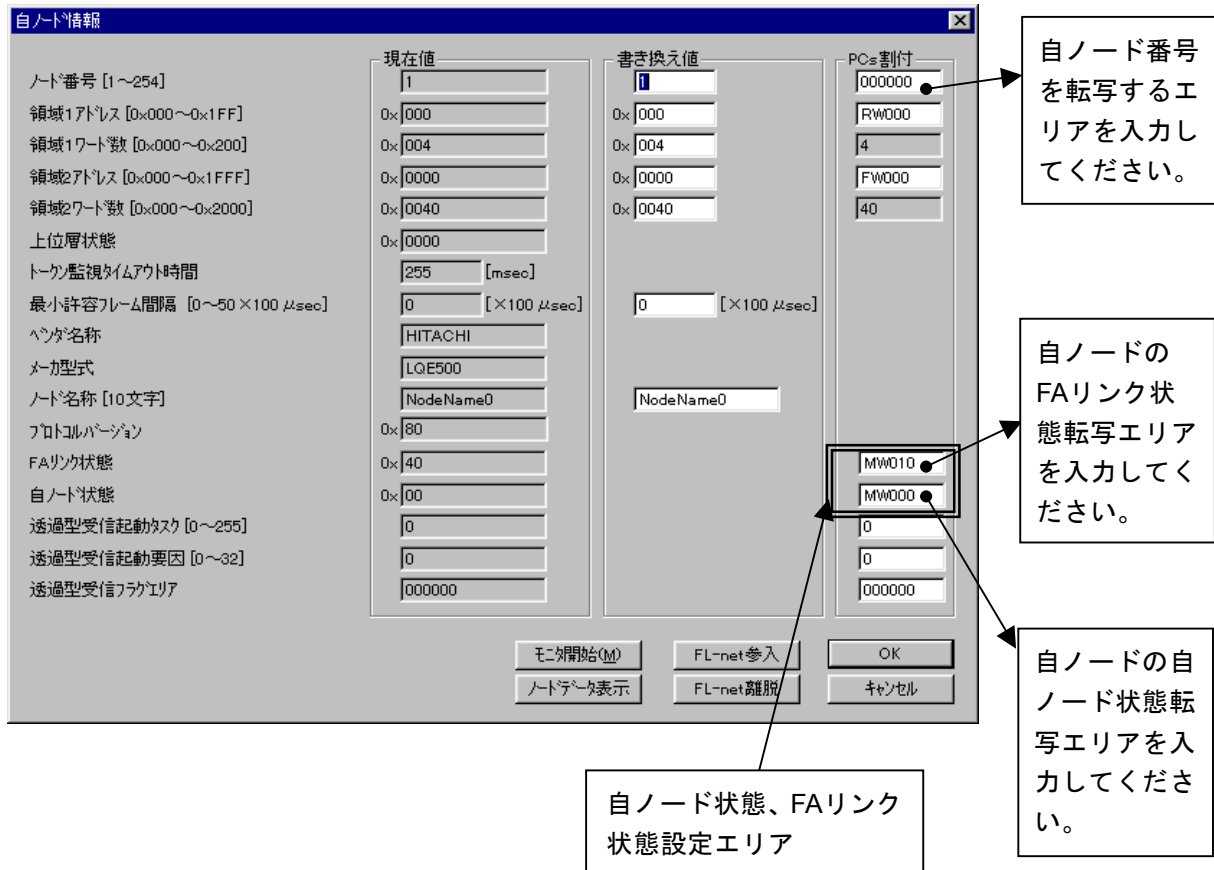 自ノード情報
現在値 書き換え値 PCs割付
ノード番号 [1～254] 1 1 000000
領域1アドレス [0x000～0x1FF] 0x 000 0x 000 RW000
領域1ワード数 [0x000～0x200] 0x 004 0x 004 4
領域2アドレス [0x000～0x1FFF] 0x 0000 0x 0000 FW000
領域2ワード数 [0x000～0x2000] 0x 0040 0x 0040 40
上位層状態 0x 0000
トークン監視タイムアウト時間 255 [msec]
最小許容フレーム間隔 [0～50×100 μsec] 0 [×100 μsec] 0 [×100 μsec]
ベンダ名称 HITACHI
メーカ型式 LQE500
ノード名称 [10文字] NodeName0 NodeName0
プロトコルバージョン 0x 80
FAリンク状態 0x 40 MW010
自ノード状態 0x 00 MW000
透過型受信起動タスク [0～255] 0 0
透過型受信起動要因 [0～32] 0 0
透過型受信フラグエリア 000000 000000
モニタ開始(M) FL-net参入 OK
ノードデータ表示 FL-net離脱 キャンセル
自ノード番号
を転写するエ
リアを入力し
てください。
自ノードの
FAリンク状
態転写エリア
を入力してく
ださい。
自ノードの自
ノード状態転
写エリアを入
力してくださ
い。
自ノード状態、FAリンク
状態設定エリア